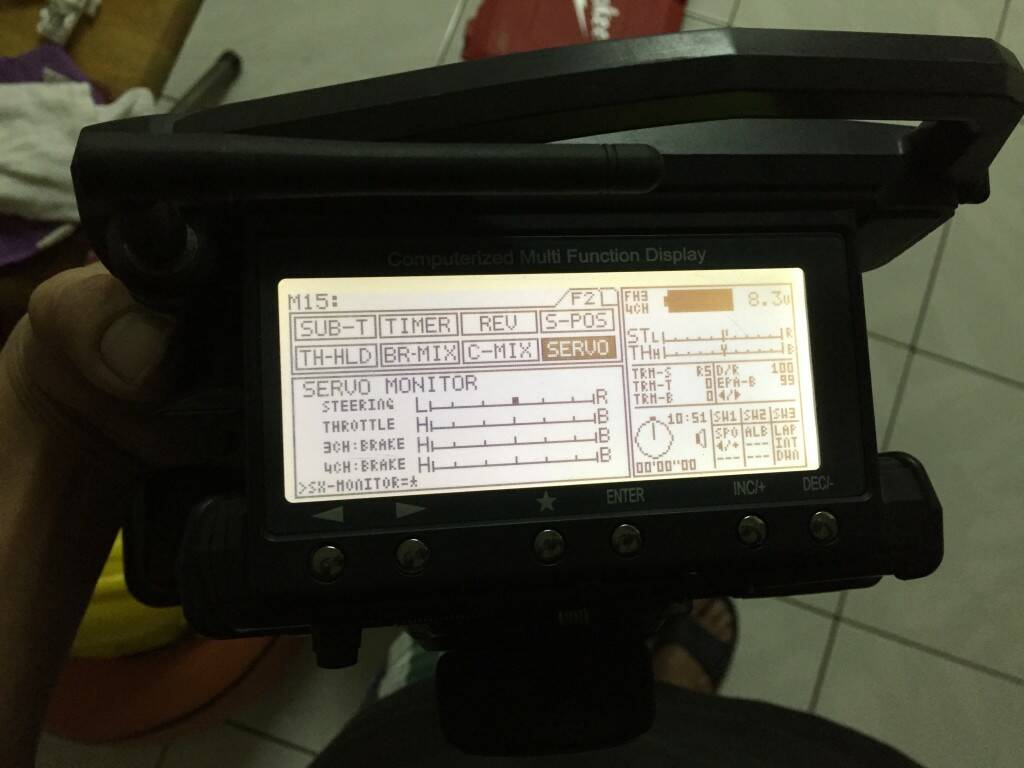 Computerized Multi Function Display
M15:
F2
SUB-T TIMER REV S-POS
TH-HLD BR-MIX C-MIX SERVO
SERVO MONITOR
STEERING L R
THROTTLE H B
3CH:BRAKE H B
4CH:BRAKE H B
>SX-MONITOR=*
FH3
4CH
8.3v
ST L R
TH H B
TRM-S R5 D/R 100
TRM-T 0 EPA-B 99
TRM-B 0
10:51 SW1 SW2 SW3
SPO ALB LAP
INT
--- --- DWN
00'00"00
ENTER INC/+ DEC/-